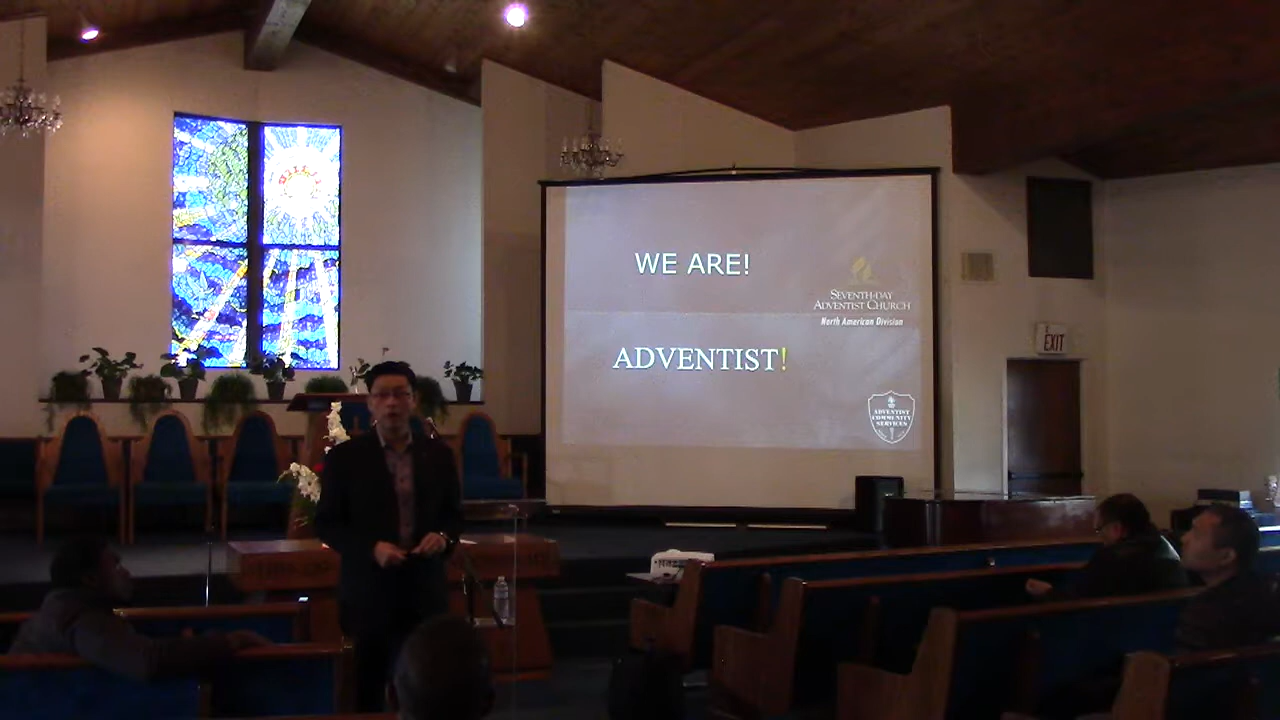 WE ARE!
SEVENTH-DAY
ADVENTIST CHURCH
North American Division
ADVENTIST!
ADVENTIST
COMMUNITY
SERVICES
EXIT